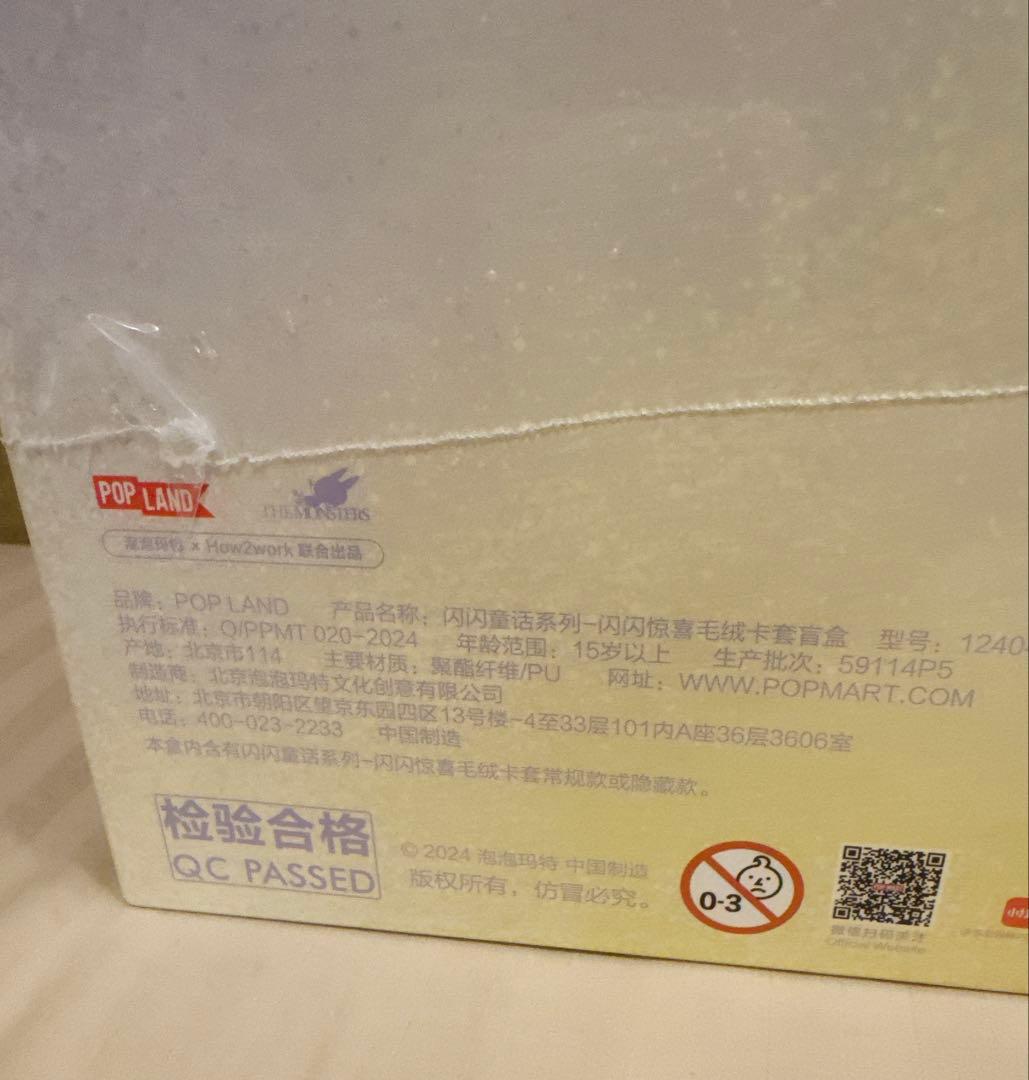 POP LAND
THE MONSTERS
泡泡玛特 × How2work 联合出品
品牌：POP LAND 产品名称：闪闪童话系列-闪闪惊喜毛绒卡套盲盒 型号：1240
执行标准：Q/PPMT 020-2024 年龄范围：15岁以上 生产批次：59114P5
产地：北京市114 主要材质：聚酯纤维/PU 网址：WWW.POPMART.COM
制造商：北京泡泡玛特文化创意有限公司
地址：北京市朝阳区望京东园四区13号楼-4至33层101内A座36层3606室
电话：400-023-2233 中国制造
本盒内含有闪闪童话系列-闪闪惊喜毛绒卡套常规款或隐藏款。
检验合格
QC PASSED
© 2024 泡泡玛特 中国制造
版权所有，仿冒必究。
0-3
微信扫码关注
Official Website